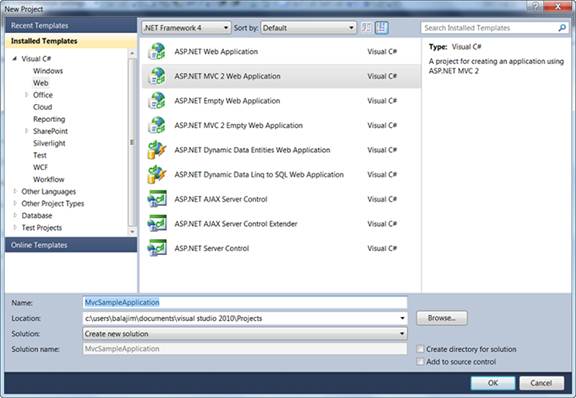 New Project
Recent Templates
.NET Framework 4
Sort by:
Default
Search Installed Templates
Installed Templates
Visual C#
Windows
Web
Office
Cloud
Reporting
SharePoint
Silverlight
Test
WCF
Workflow
Other Languages
Other Project Types
Database
Test Projects
Online Templates
ASP.NET Web Application Visual C#
ASP.NET MVC 2 Web Application Visual C#
ASP.NET Empty Web Application Visual C#
ASP.NET MVC 2 Empty Web Application Visual C#
ASP.NET Dynamic Data Entities Web Application Visual C#
ASP.NET Dynamic Data Linq to SQL Web Application Visual C#
ASP.NET AJAX Server Control Visual C#
ASP.NET AJAX Server Control Extender Visual C#
ASP.NET Server Control Visual C#
Type: Visual C#
A project for creating an application using
ASP.NET MVC 2
Name: MvcSampleApplication
Location: c:\users\balajim\documents\visual studio 2010\Projects
Browse...
Solution: Create new solution
Solution name: MvcSampleApplication
Create directory for solution
Add to source control
OK
Cancel